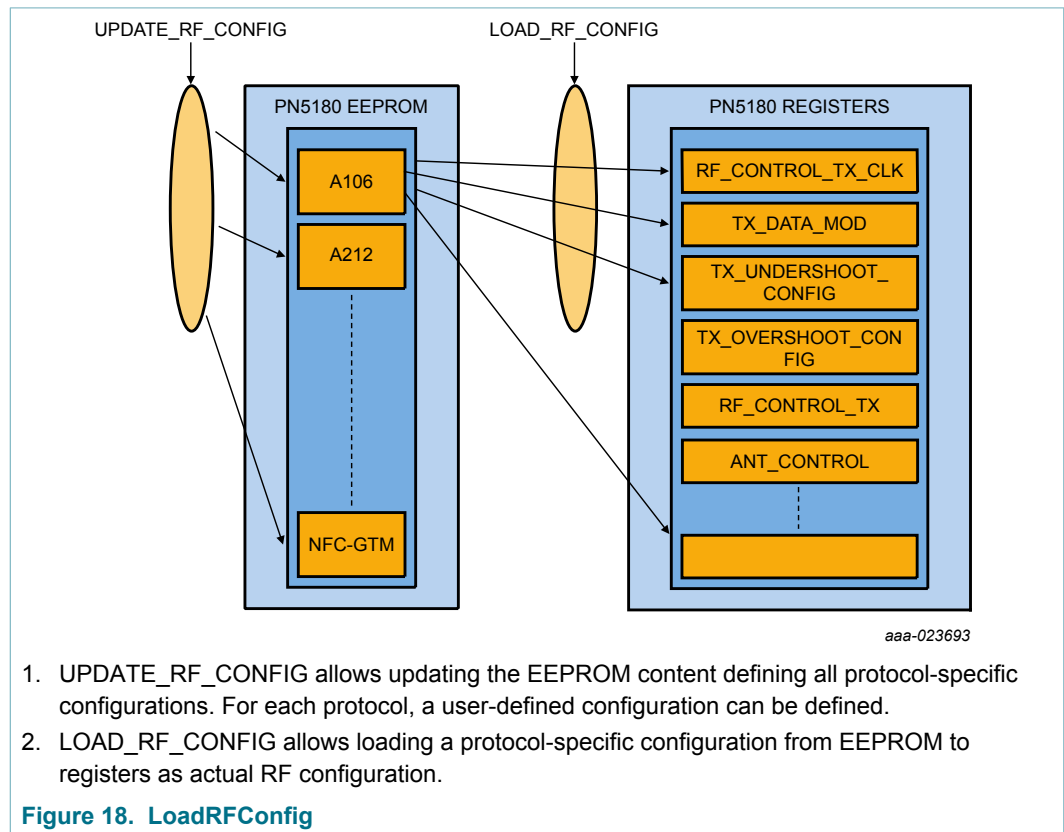 UPDATE_RF_CONFIG
LOAD_RF_CONFIG
PN5180 EEPROM
A106
A212
NFC-GTM
PN5180 REGISTERS
RF_CONTROL_TX_CLK
TX_DATA_MOD
TX_UNDERSHOOT_
CONFIG
TX_OVERSHOOT_CON
FIG
RF_CONTROL_TX
ANT_CONTROL
aaa-023693
1. UPDATE_RF_CONFIG allows updating the EEPROM content defining all protocol-specific
configurations. For each protocol, a user-defined configuration can be defined.
2. LOAD_RF_CONFIG allows loading a protocol-specific configuration from EEPROM to
registers as actual RF configuration.
Figure 18. LoadRFConfig